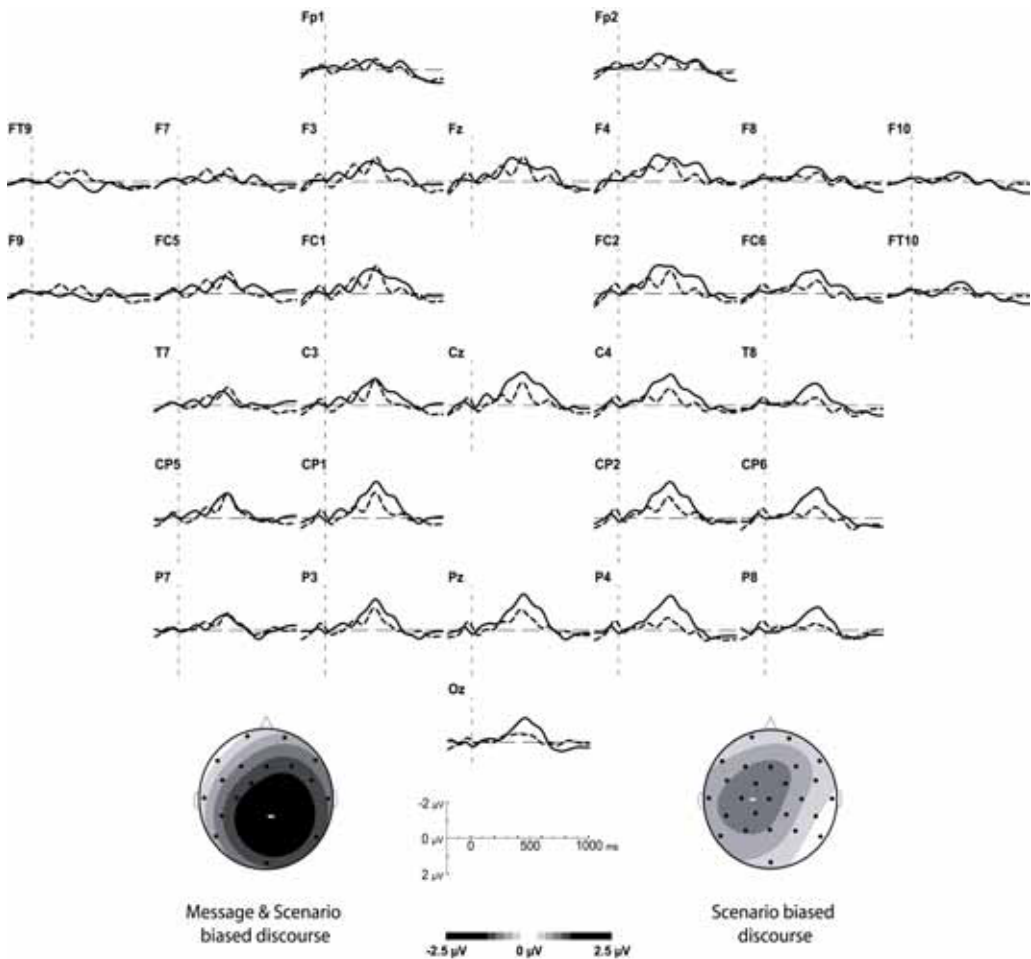 Fp1 Fp2
FT9 F7 F3 Fz F4 F8 F10
F9 FC5 FC1 FC2 FC6 FT10
T7 C3 Cz C4 T8
CP5 CP1 CP2 CP6
P7 P3 Pz P4 P8
Oz
-2 µV
0 µV
2 µV
0 500 1000 ms
Message & Scenario
biased discourse
Scenario biased
discourse
-2.5 µV 0 µV 2.5 µV